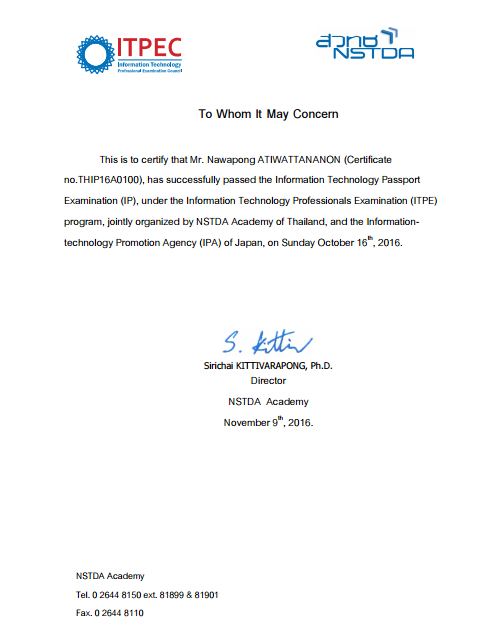 ITPEC
Information Technology
Professional Examination Council
สวทช
NSTDA
To Whom It May Concern
This is to certify that Mr. Nawapong ATIWATTANANON (Certificate
no.THIP16A0100), has successfully passed the Information Technology Passport
Examination (IP), under the Information Technology Professionals Examination (ITPE)
program, jointly organized by NSTDA Academy of Thailand, and the Information-
technology Promotion Agency (IPA) of Japan, on Sunday October 16th, 2016.
S. Kitti
Sirichai KITTIVARAPONG, Ph.D.
Director
NSTDA Academy
November 9th, 2016.
NSTDA Academy
Tel. 0 2644 8150 ext. 81899 & 81901
Fax. 0 2644 8110